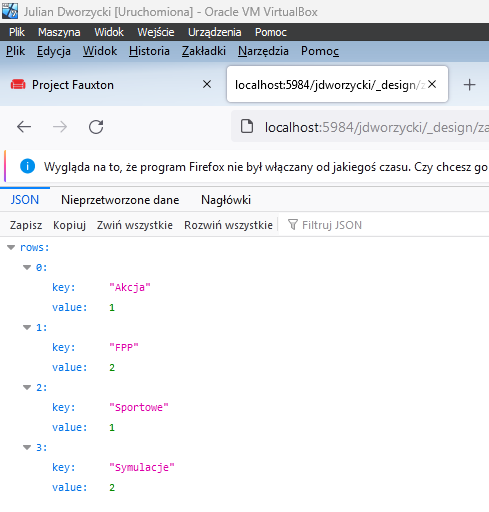 Julian Dworzycki [Uruchomiona] - Oracle VM VirtualBox
Plik Maszyna Widok Wejście Urządzenia Pomoc
Plik Edycja Widok Historia Zakładki Narzędzia Pomoc
Project Fauxton × localhost:5984/jdworzycki/_design/za × +
localhost:5984/jdworzycki/_design/za
Wygląda na to, że program Firefox nie był włączany od jakiegoś czasu. Czy chcesz go
JSON Nieprzetworzone dane Nagłówki
Zapisz Kopiuj Zwiń wszystkie Rozwiń wszystkie Filtruj JSON
rows:
0:
key: "Akcja"
value: 1
1:
key: "FPP"
value: 2
2:
key: "Sportowe"
value: 1
3:
key: "Symulacje"
value: 2